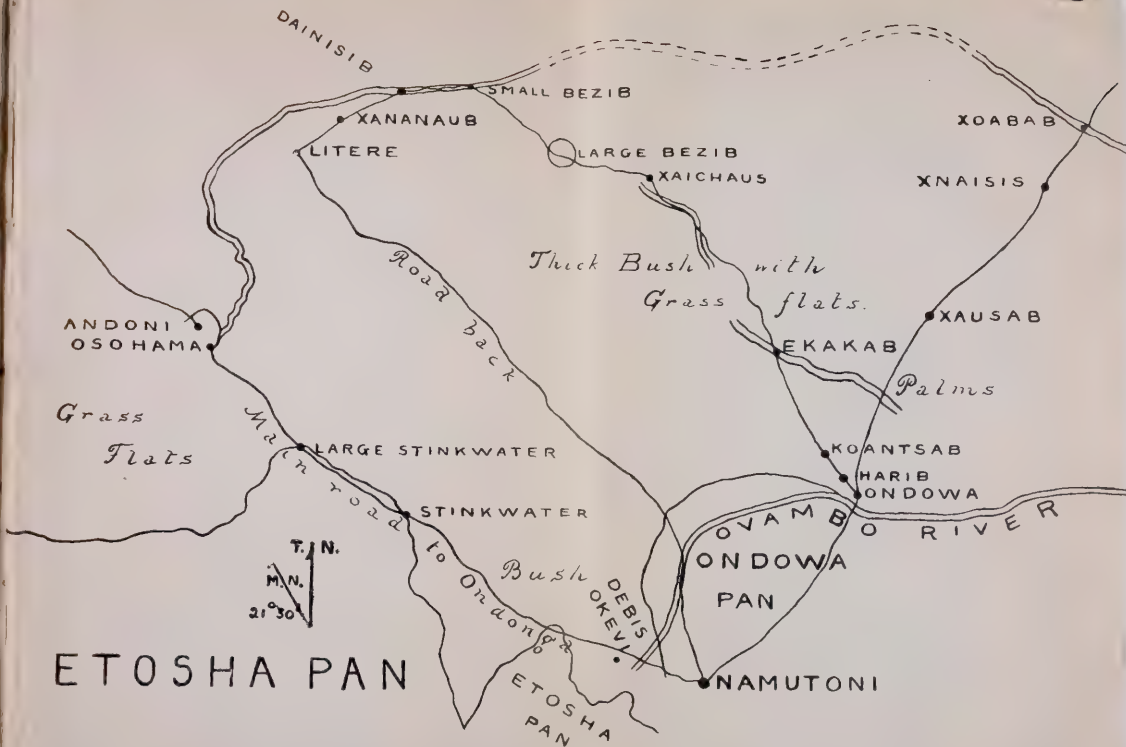 DAINISIB
SMALL BEZIB
XANANAUB
XOABAB
LITERE
LARGE BEZIB
XAICHAUS
XNAISIS
Road back
Thick Bush with
Grass flats.
XAUSAB
ANDONI
OSOHAMA
EKAKAB
Palms
Grass
Flats
Main road to Ondonga
LARGE STINKWATER
KOANTSAB
HARIB
ONDOWA
STINKWATER
OVAMBO RIVER
T. N.
M. N.
21°30'
Bush
DEBIS
OKEVI
ONDOWA
PAN
ETOSHA PAN
ETOSHA
PAN
NAMUTONI